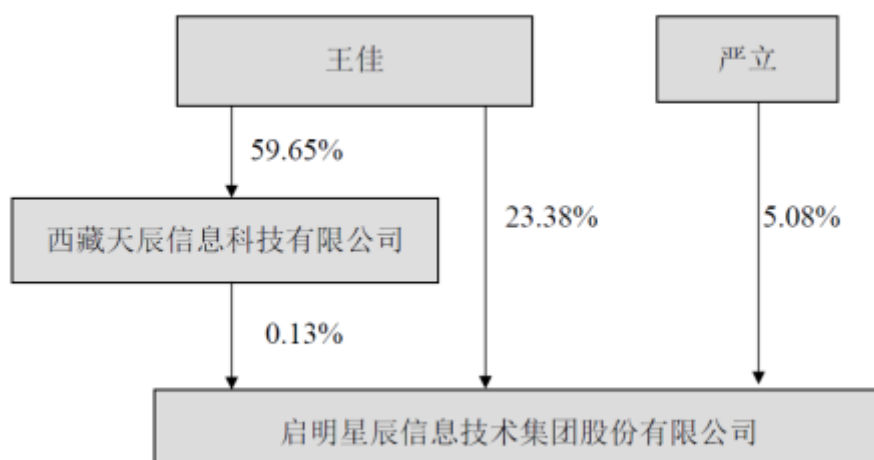 王佳
严立
59.65%
西藏天辰信息科技有限公司
23.38%
5.08%
0.13%
启明星辰信息技术集团股份有限公司